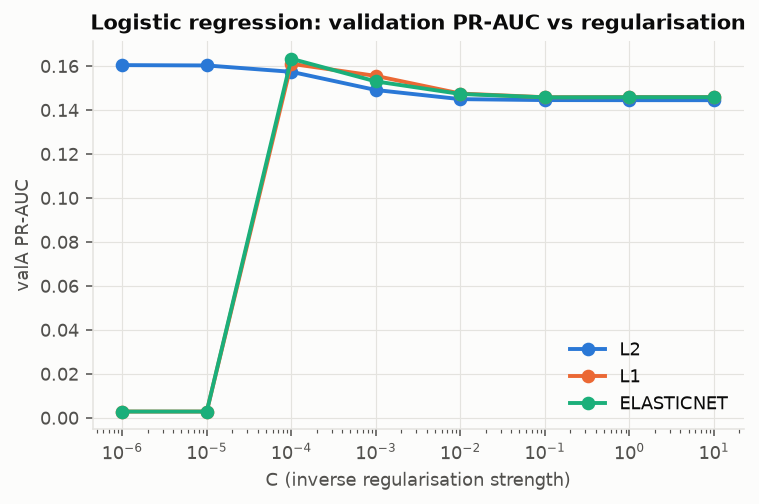 Logistic regression: validation PR-AUC vs regularisation
0.16
0.14
0.12
0.10
0.08
0.06
0.04
0.02
0.00
valA PR-AUC
L2
L1
ELASTICNET
10⁻⁶ 10⁻⁵ 10⁻⁴ 10⁻³ 10⁻² 10⁻¹ 10⁰ 10¹
C (inverse regularisation strength)